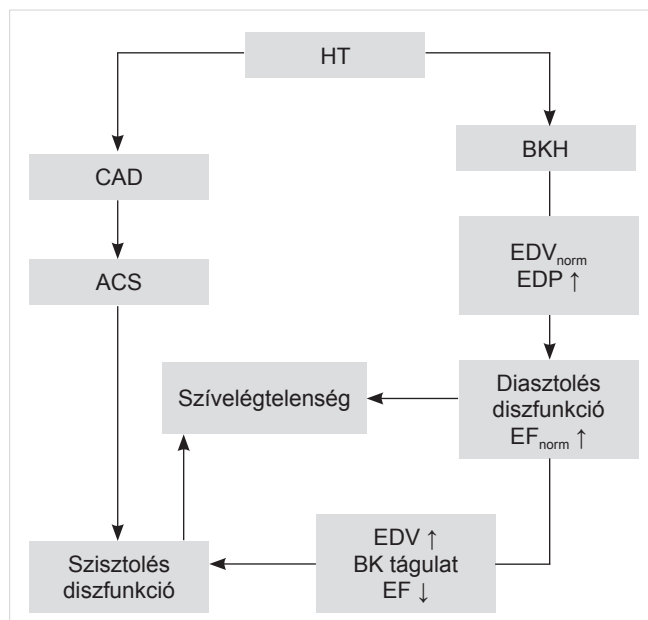 HT
CAD
BKH
ACS
EDVnorm
EDP ↑
Szívelégtelenség
Diasztolés
diszfunkció
EFnorm ↑
Szisztolés
diszfunkció
EDV ↑
BK tágulat
EF ↓